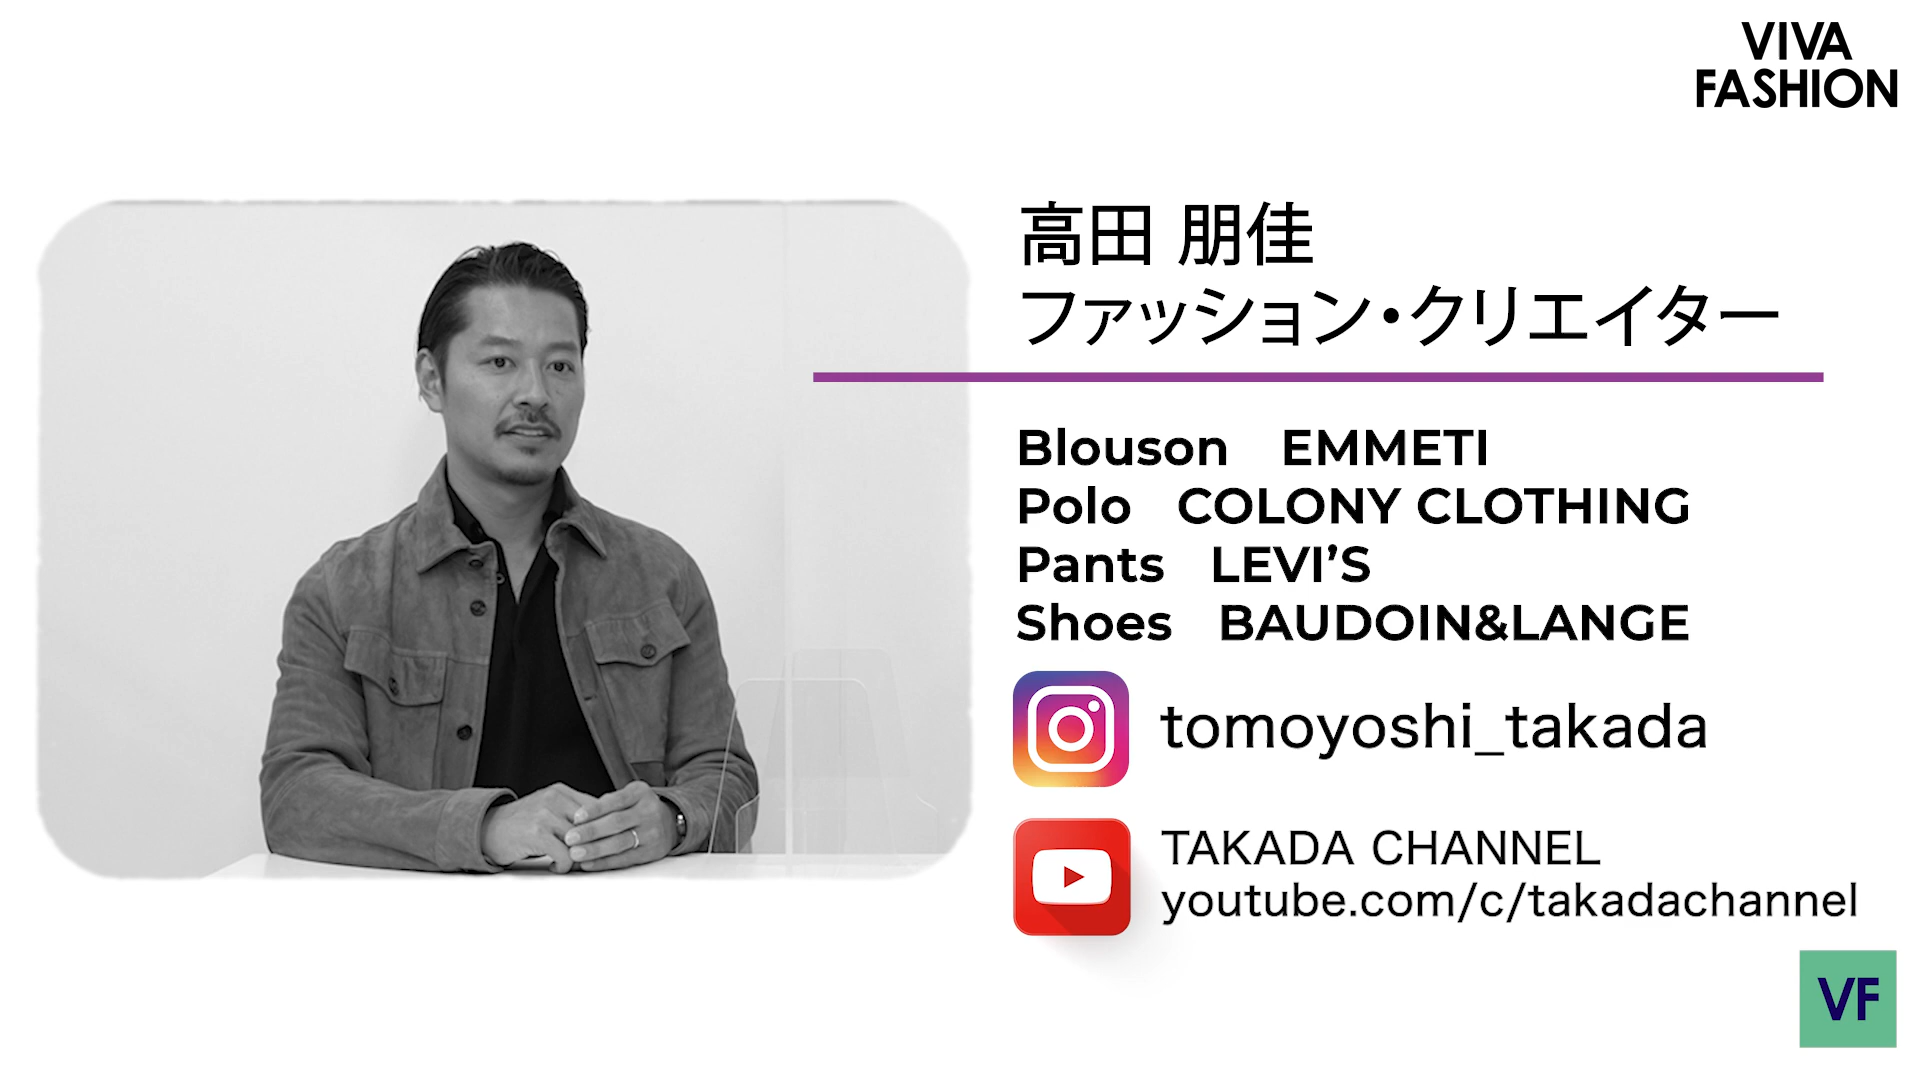 VIVA
FASHION
高田 朋佳
ファッション・クリエイター
Blouson EMMETI
Polo COLONY CLOTHING
Pants LEVI’S
Shoes BAUDOIN&LANGE
tomoyoshi_takada
TAKADA CHANNEL
youtube.com/c/takadachannel
VF